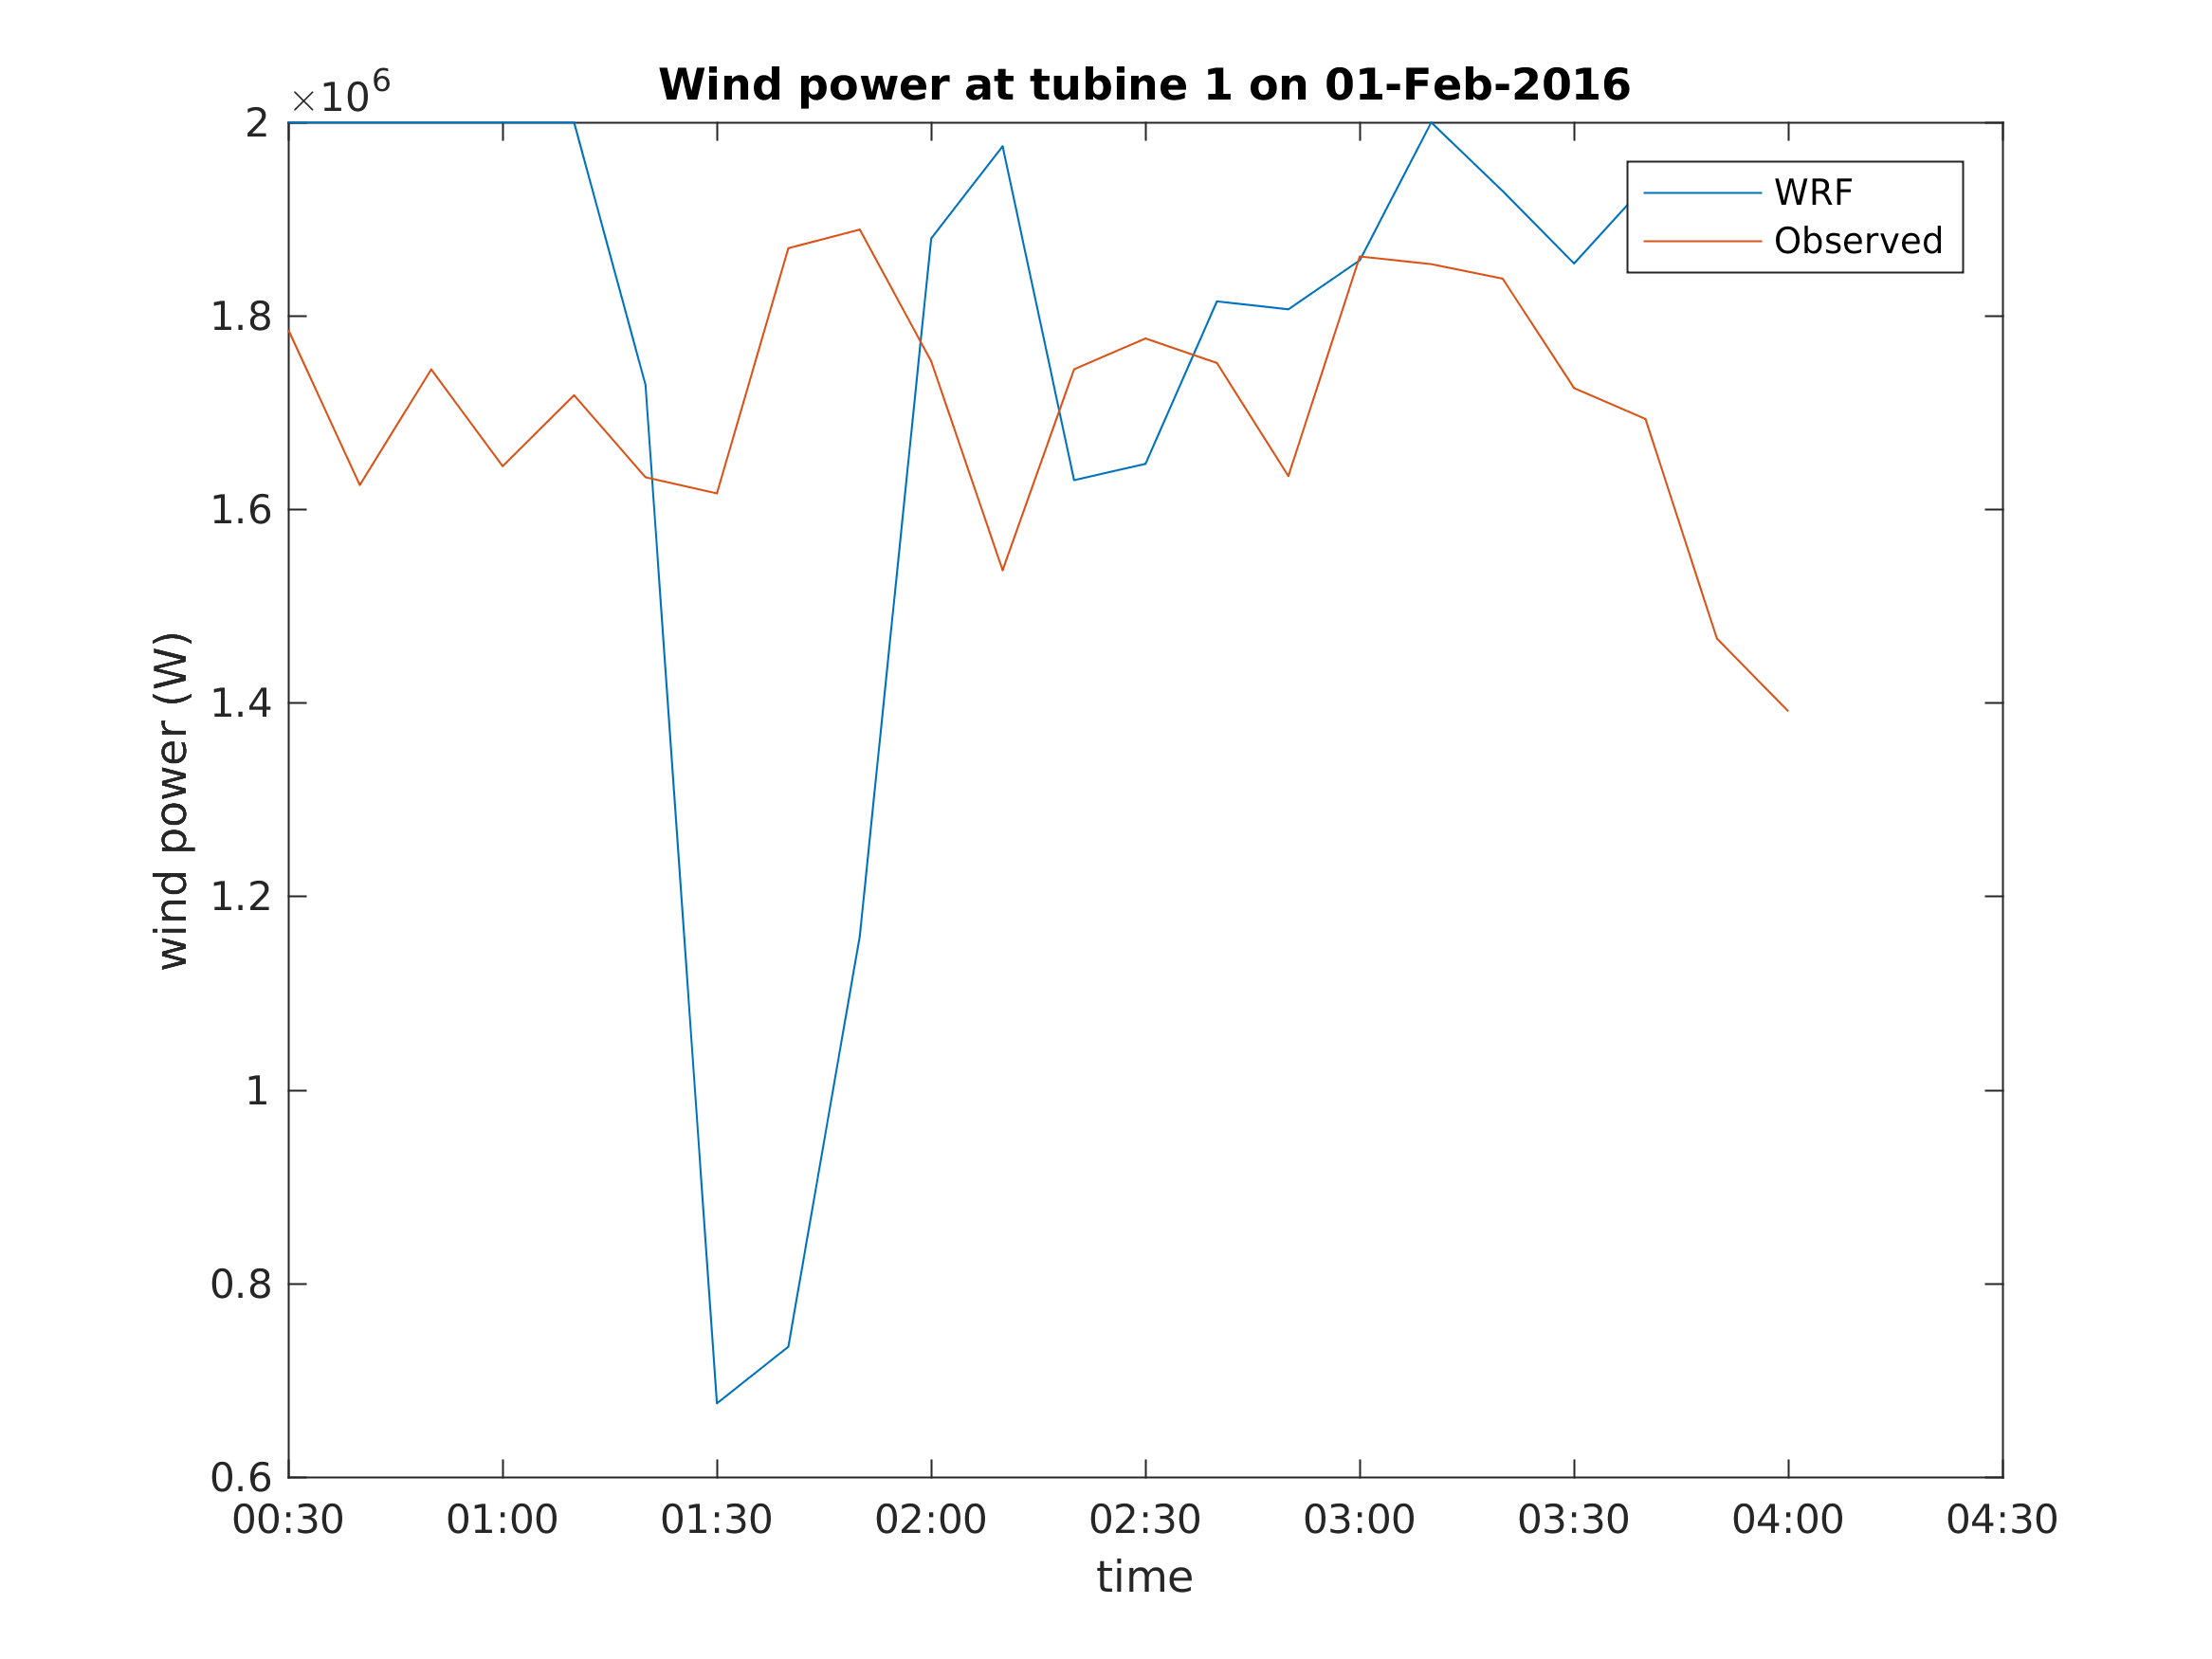 ×10^6
Wind power at tubine 1 on 01-Feb-2016
WRF
Observed
2
1.8
1.6
1.4
1.2
1
0.8
0.6
wind power (W)
00:30 01:00 01:30 02:00 02:30 03:00 03:30 04:00 04:30
time